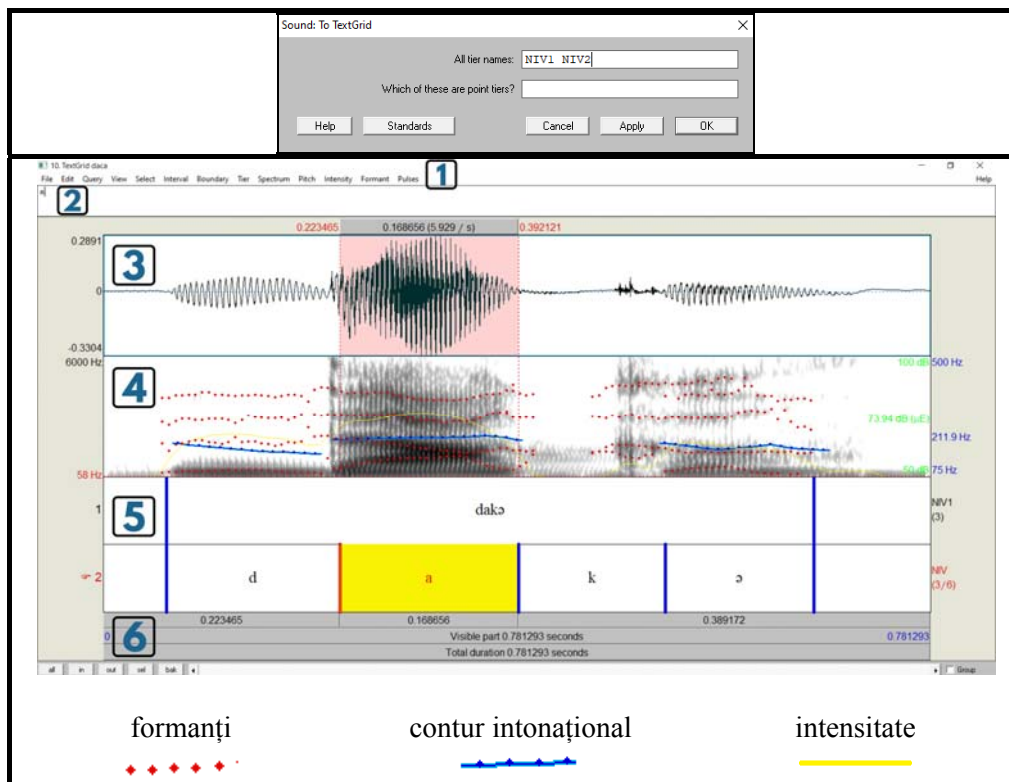 Sound: To TextGrid
All tier names: NIV1 NIV2
Which of these are point tiers?
Help Standards Cancel Apply OK
10. TextGrid daca
File Edit Query View Select Interval Boundary Tier Spectrum Pitch Intensity Formant Pulses 1 Help
a
2
0.223465 0.168656 (5.929 / s) 0.392121
0.2891
3
0
-0.3304
6000 Hz 100 dB 500 Hz
4
73.94 dB (µE)
211.9 Hz
58 Hz 50 dB 75 Hz
1 5 dakə NIV1
(3)
2 d a k ə NIV
(3/6)
0.223465 0.168656 0.389172
0 6 Visible part 0.781293 seconds 0.781293
Total duration 0.781293 seconds
all in out sel bak Group
formanți contur intonațional intensitate